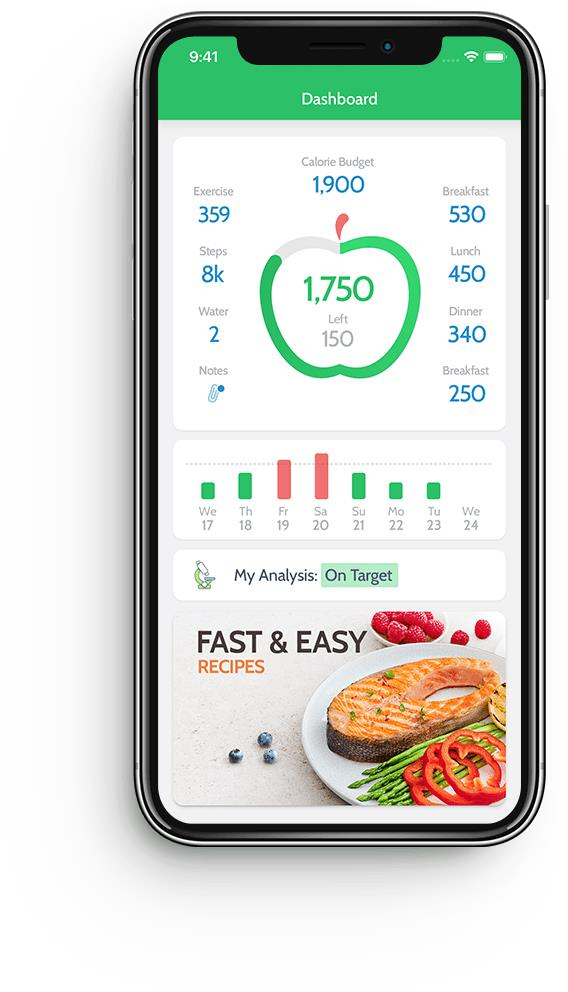 9:41
Dashboard
Calorie Budget
1,900
Exercise
359
Steps
8k
Water
2
Notes
1,750
Left
150
Breakfast
530
Lunch
450
Dinner
340
Breakfast
250
We Th Fr Sa Su Mo Tu We
17 18 19 20 21 22 23 24
My Analysis: On Target
FAST & EASY
RECIPES